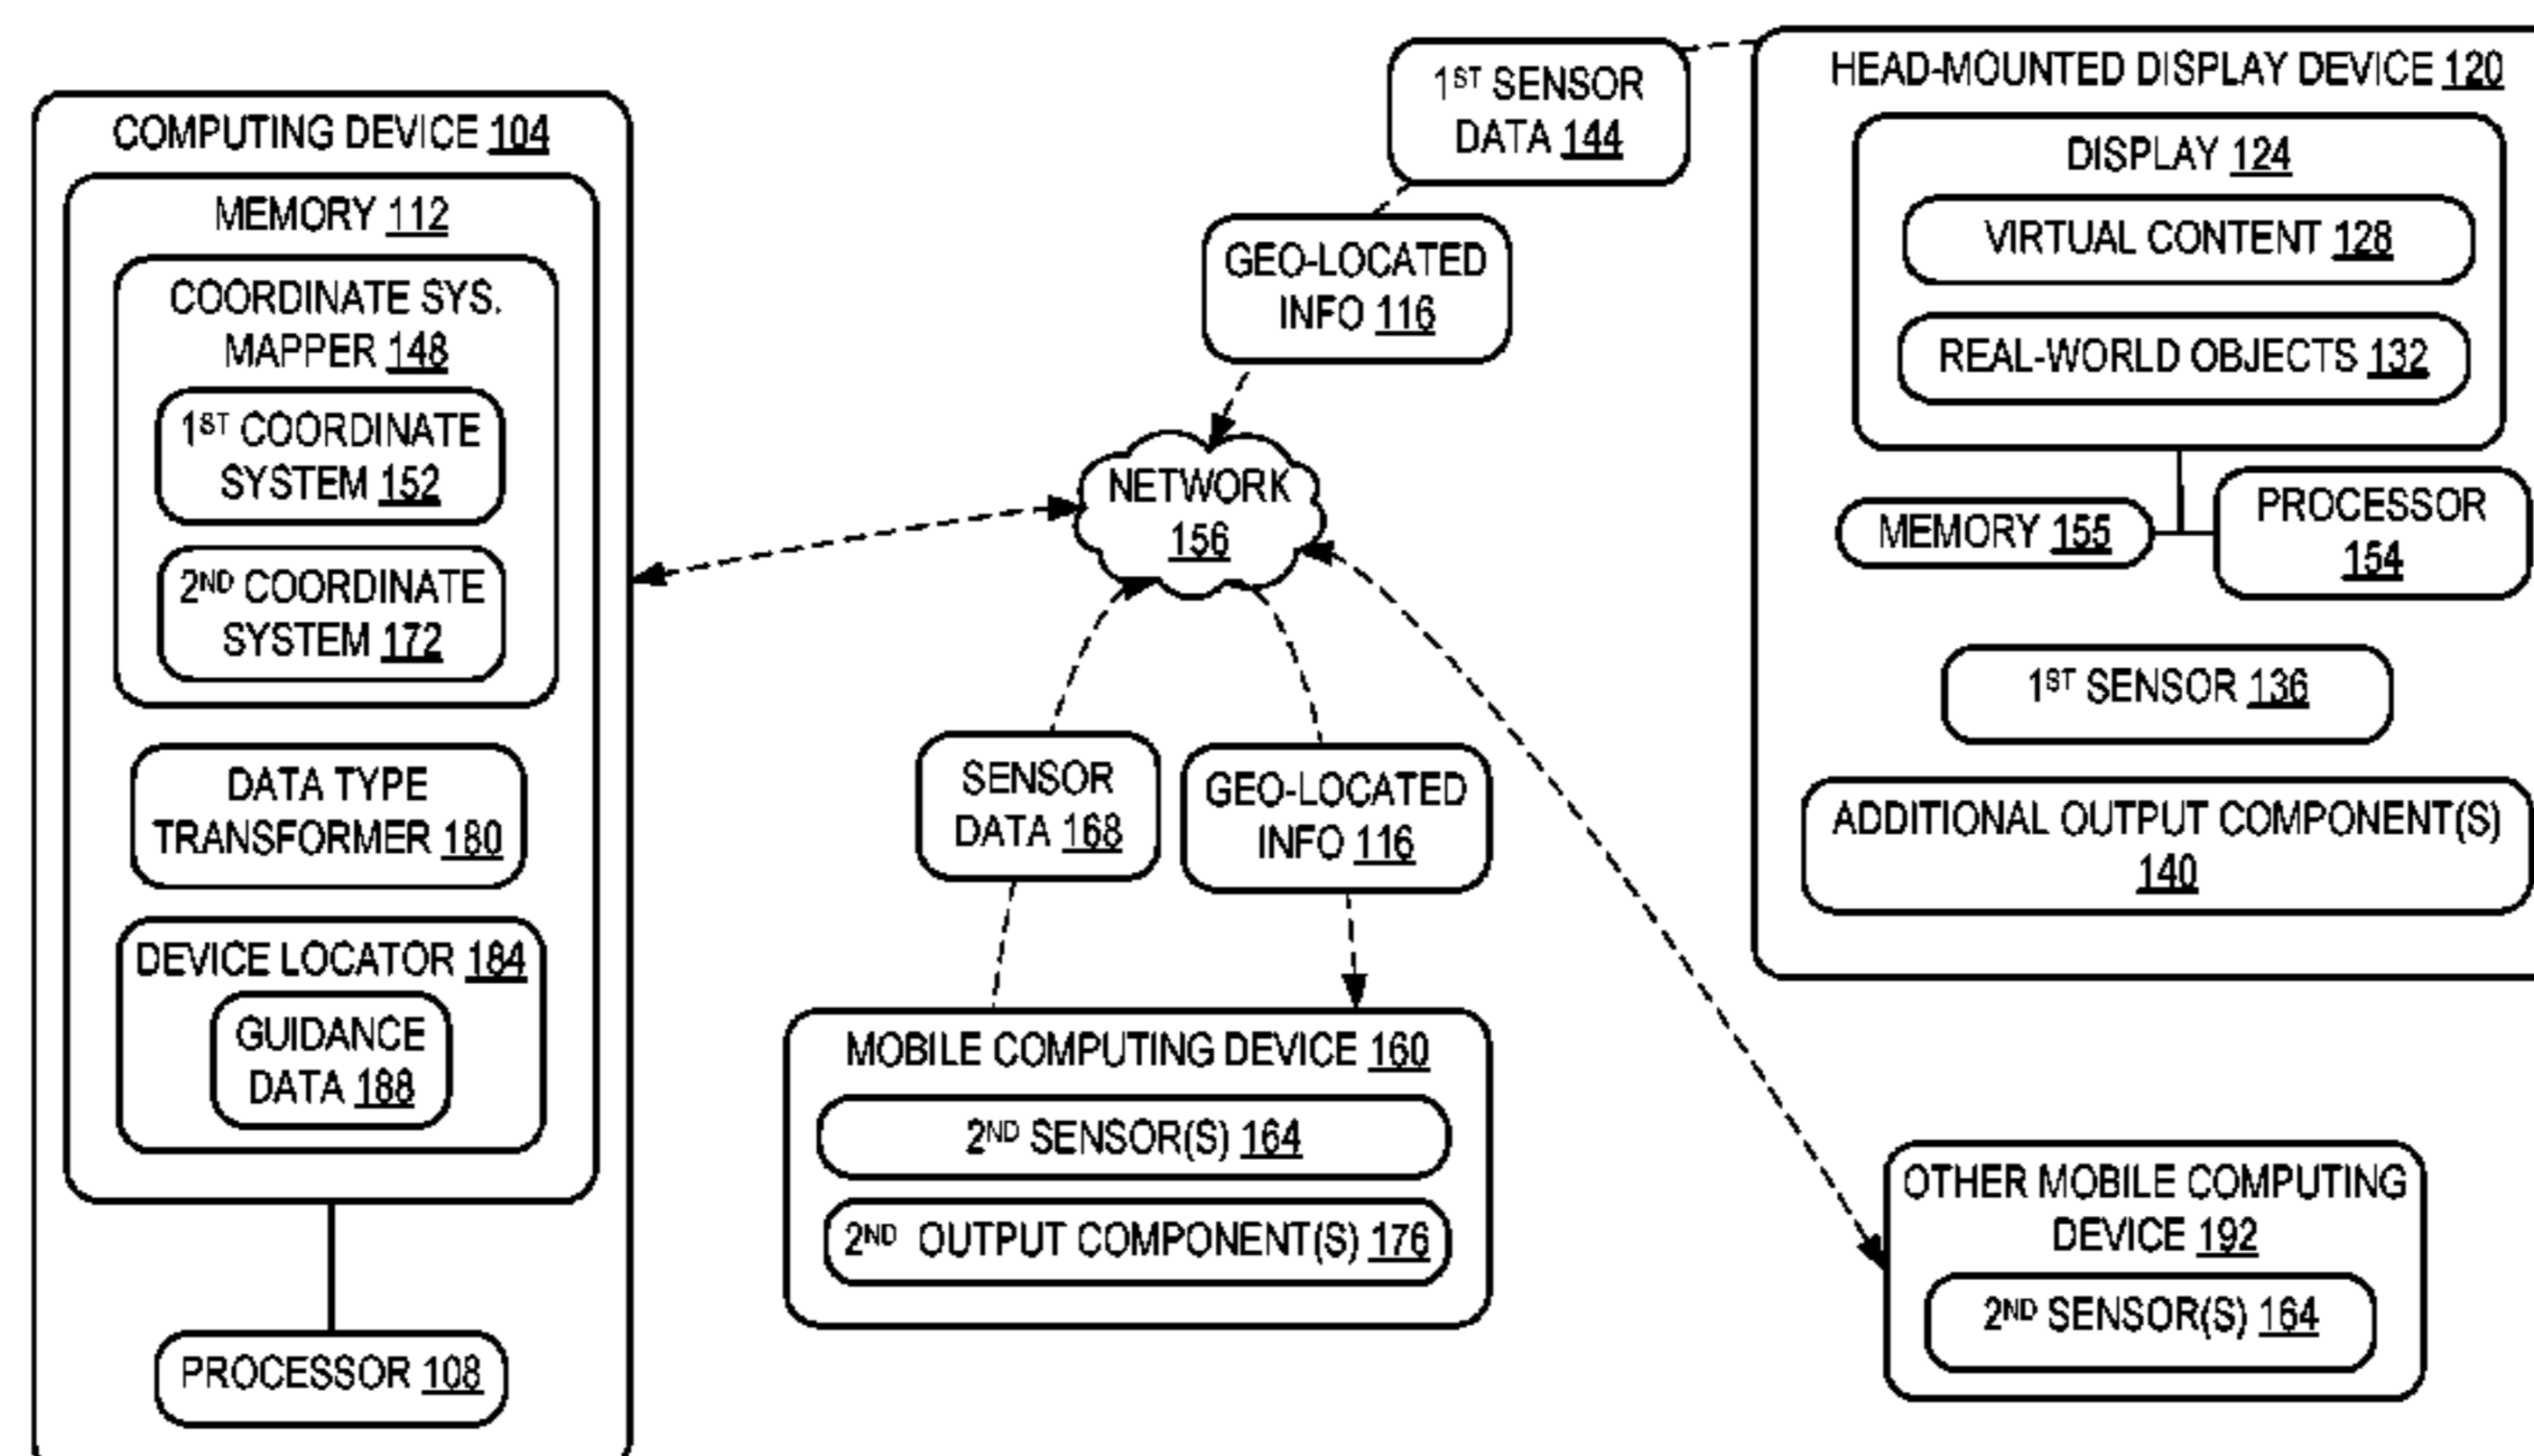 COMPUTING DEVICE 104
MEMORY 112
COORDINATE SYS.
MAPPER 148
1ST COORDINATE
SYSTEM 152
2ND COORDINATE
SYSTEM 172
DATA TYPE
TRANSFORMER 180
DEVICE LOCATOR 184
GUIDANCE
DATA 188
PROCESSOR 108
1ST SENSOR
DATA 144
GEO-LOCATED
INFO 116
NETWORK
156
SENSOR
DATA 168
GEO-LOCATED
INFO 116
MOBILE COMPUTING DEVICE 160
2ND SENSOR(S) 164
2ND OUTPUT COMPONENT(S) 176
HEAD-MOUNTED DISPLAY DEVICE 120
DISPLAY 124
VIRTUAL CONTENT 128
REAL-WORLD OBJECTS 132
MEMORY 155
PROCESSOR
154
1ST SENSOR 136
ADDITIONAL OUTPUT COMPONENT(S)
140
OTHER MOBILE COMPUTING
DEVICE 192
2ND SENSOR(S) 164